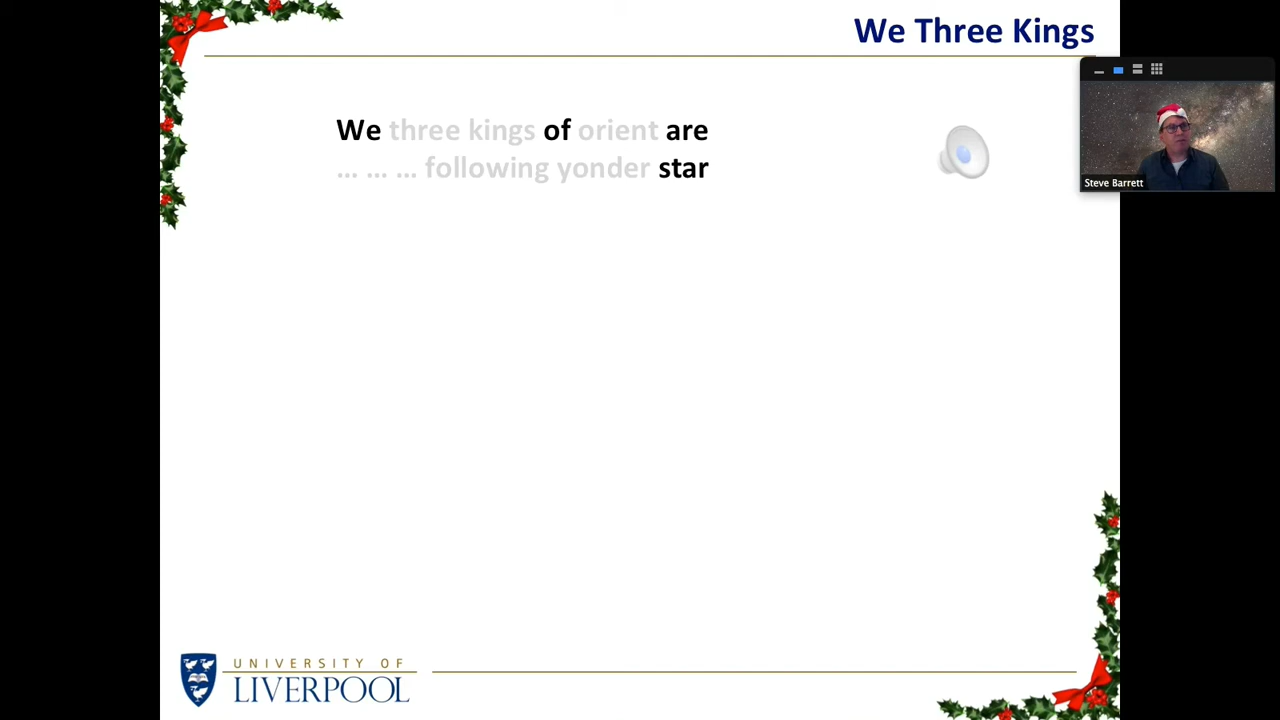 We Three Kings
We three kings of orient are
... ... ... following yonder star
Steve Barrett
UNIVERSITY OF
LIVERPOOL